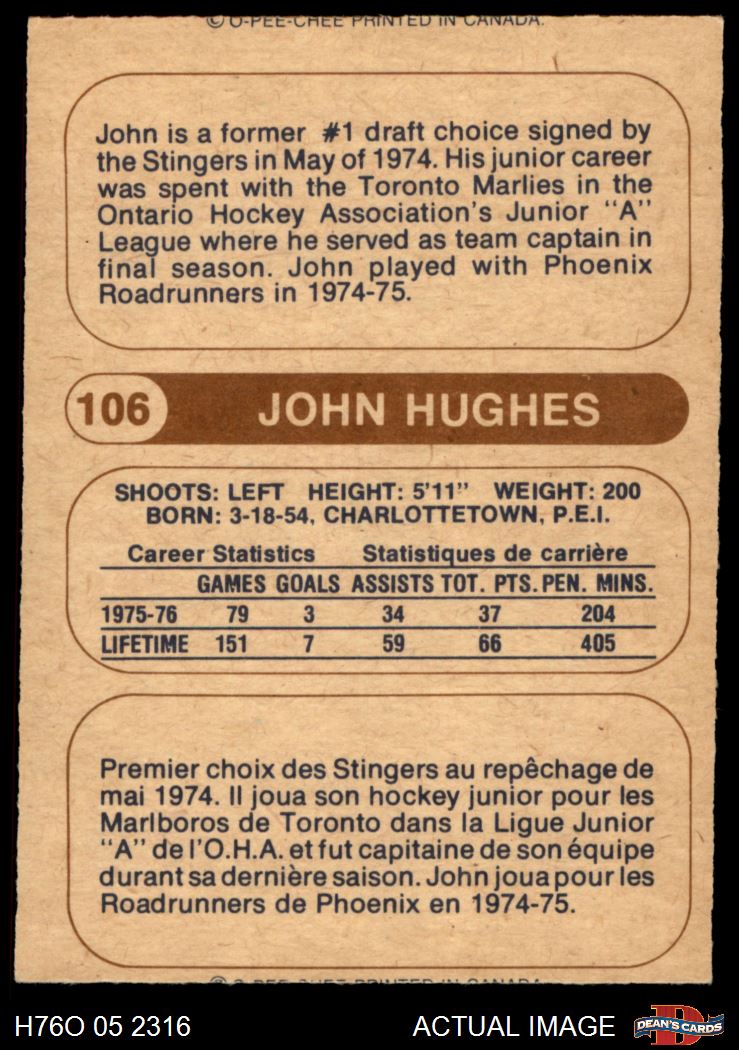 © O-PEE-CHEE PRINTED IN CANADA.
John is a former #1 draft choice signed by
the Stingers in May of 1974. His junior career
was spent with the Toronto Marlies in the
Ontario Hockey Association's Junior "A"
League where he served as team captain in
final season. John played with Phoenix
Roadrunners in 1974-75.
106 JOHN HUGHES
SHOOTS: LEFT HEIGHT: 5'11" WEIGHT: 200
BORN: 3-18-54, CHARLOTTETOWN, P.E.I.
Career Statistics Statistiques de carrière
GAMES GOALS ASSISTS TOT. PTS. PEN. MINS.
1975-76 79 3 34 37 204
LIFETIME 151 7 59 66 405
Premier choix des Stingers au repêchage de
mai 1974. Il joua son hockey junior pour les
Marlboros de Toronto dans la Ligue Junior
"A" de l'O.H.A. et fut capitaine de son équipe
durant sa dernière saison. John joua pour les
Roadrunners de Phoenix en 1974-75.
© O-PEE-CHEE PRINTED IN CANADA
H76O 05 2316 ACTUAL IMAGE D DEAN'S CARDS